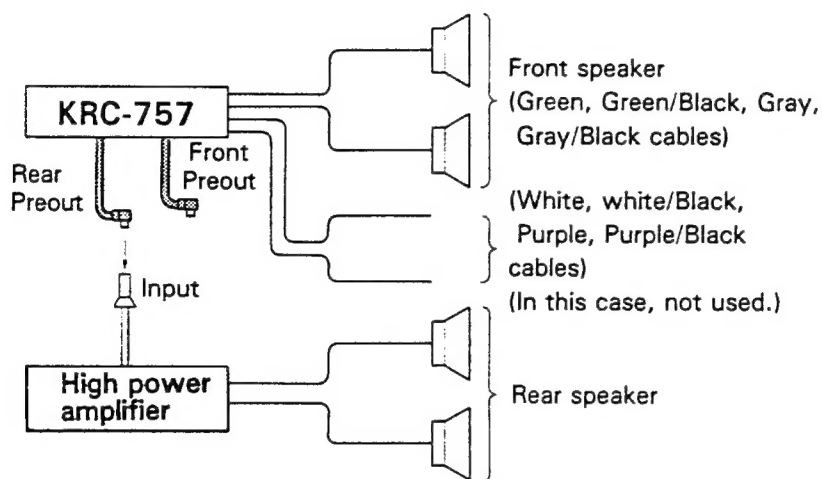 KRC-757
Rear
Preout
Front
Preout
Front speaker
(Green, Green/Black, Gray,
Gray/Black cables)
(White, white/Black,
Purple, Purple/Black
cables)
(In this case, not used.)
Input
High power
amplifier
Rear speaker